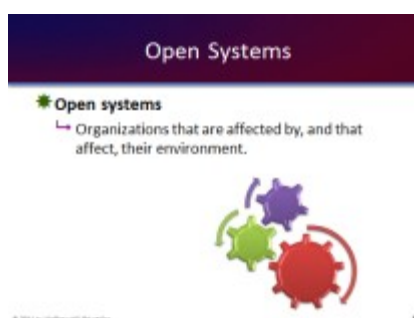 Open Systems
Open systems
Organizations that are affected by, and that
affect, their environment.